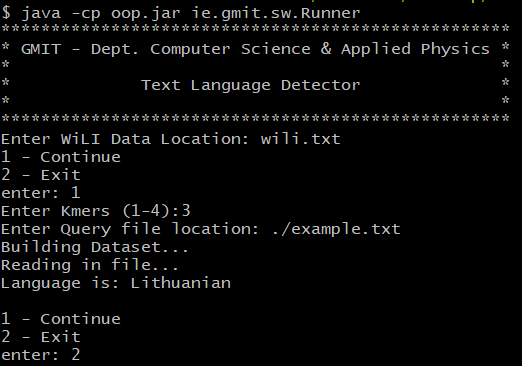 $ java -cp oop.jar ie.gmit.sw.Runner
***************************************************
* GMIT - Dept. Computer Science & Applied Physics *
*                                                 *
*             Text Language Detector              *
*                                                 *
***************************************************
Enter WiLI Data Location: wili.txt
1 - Continue
2 - Exit
enter: 1
Enter Kmers (1-4):3
Enter Query file location: ./example.txt
Building Dataset...
Reading in file...
Language is: Lithuanian

1 - Continue
2 - Exit
enter: 2